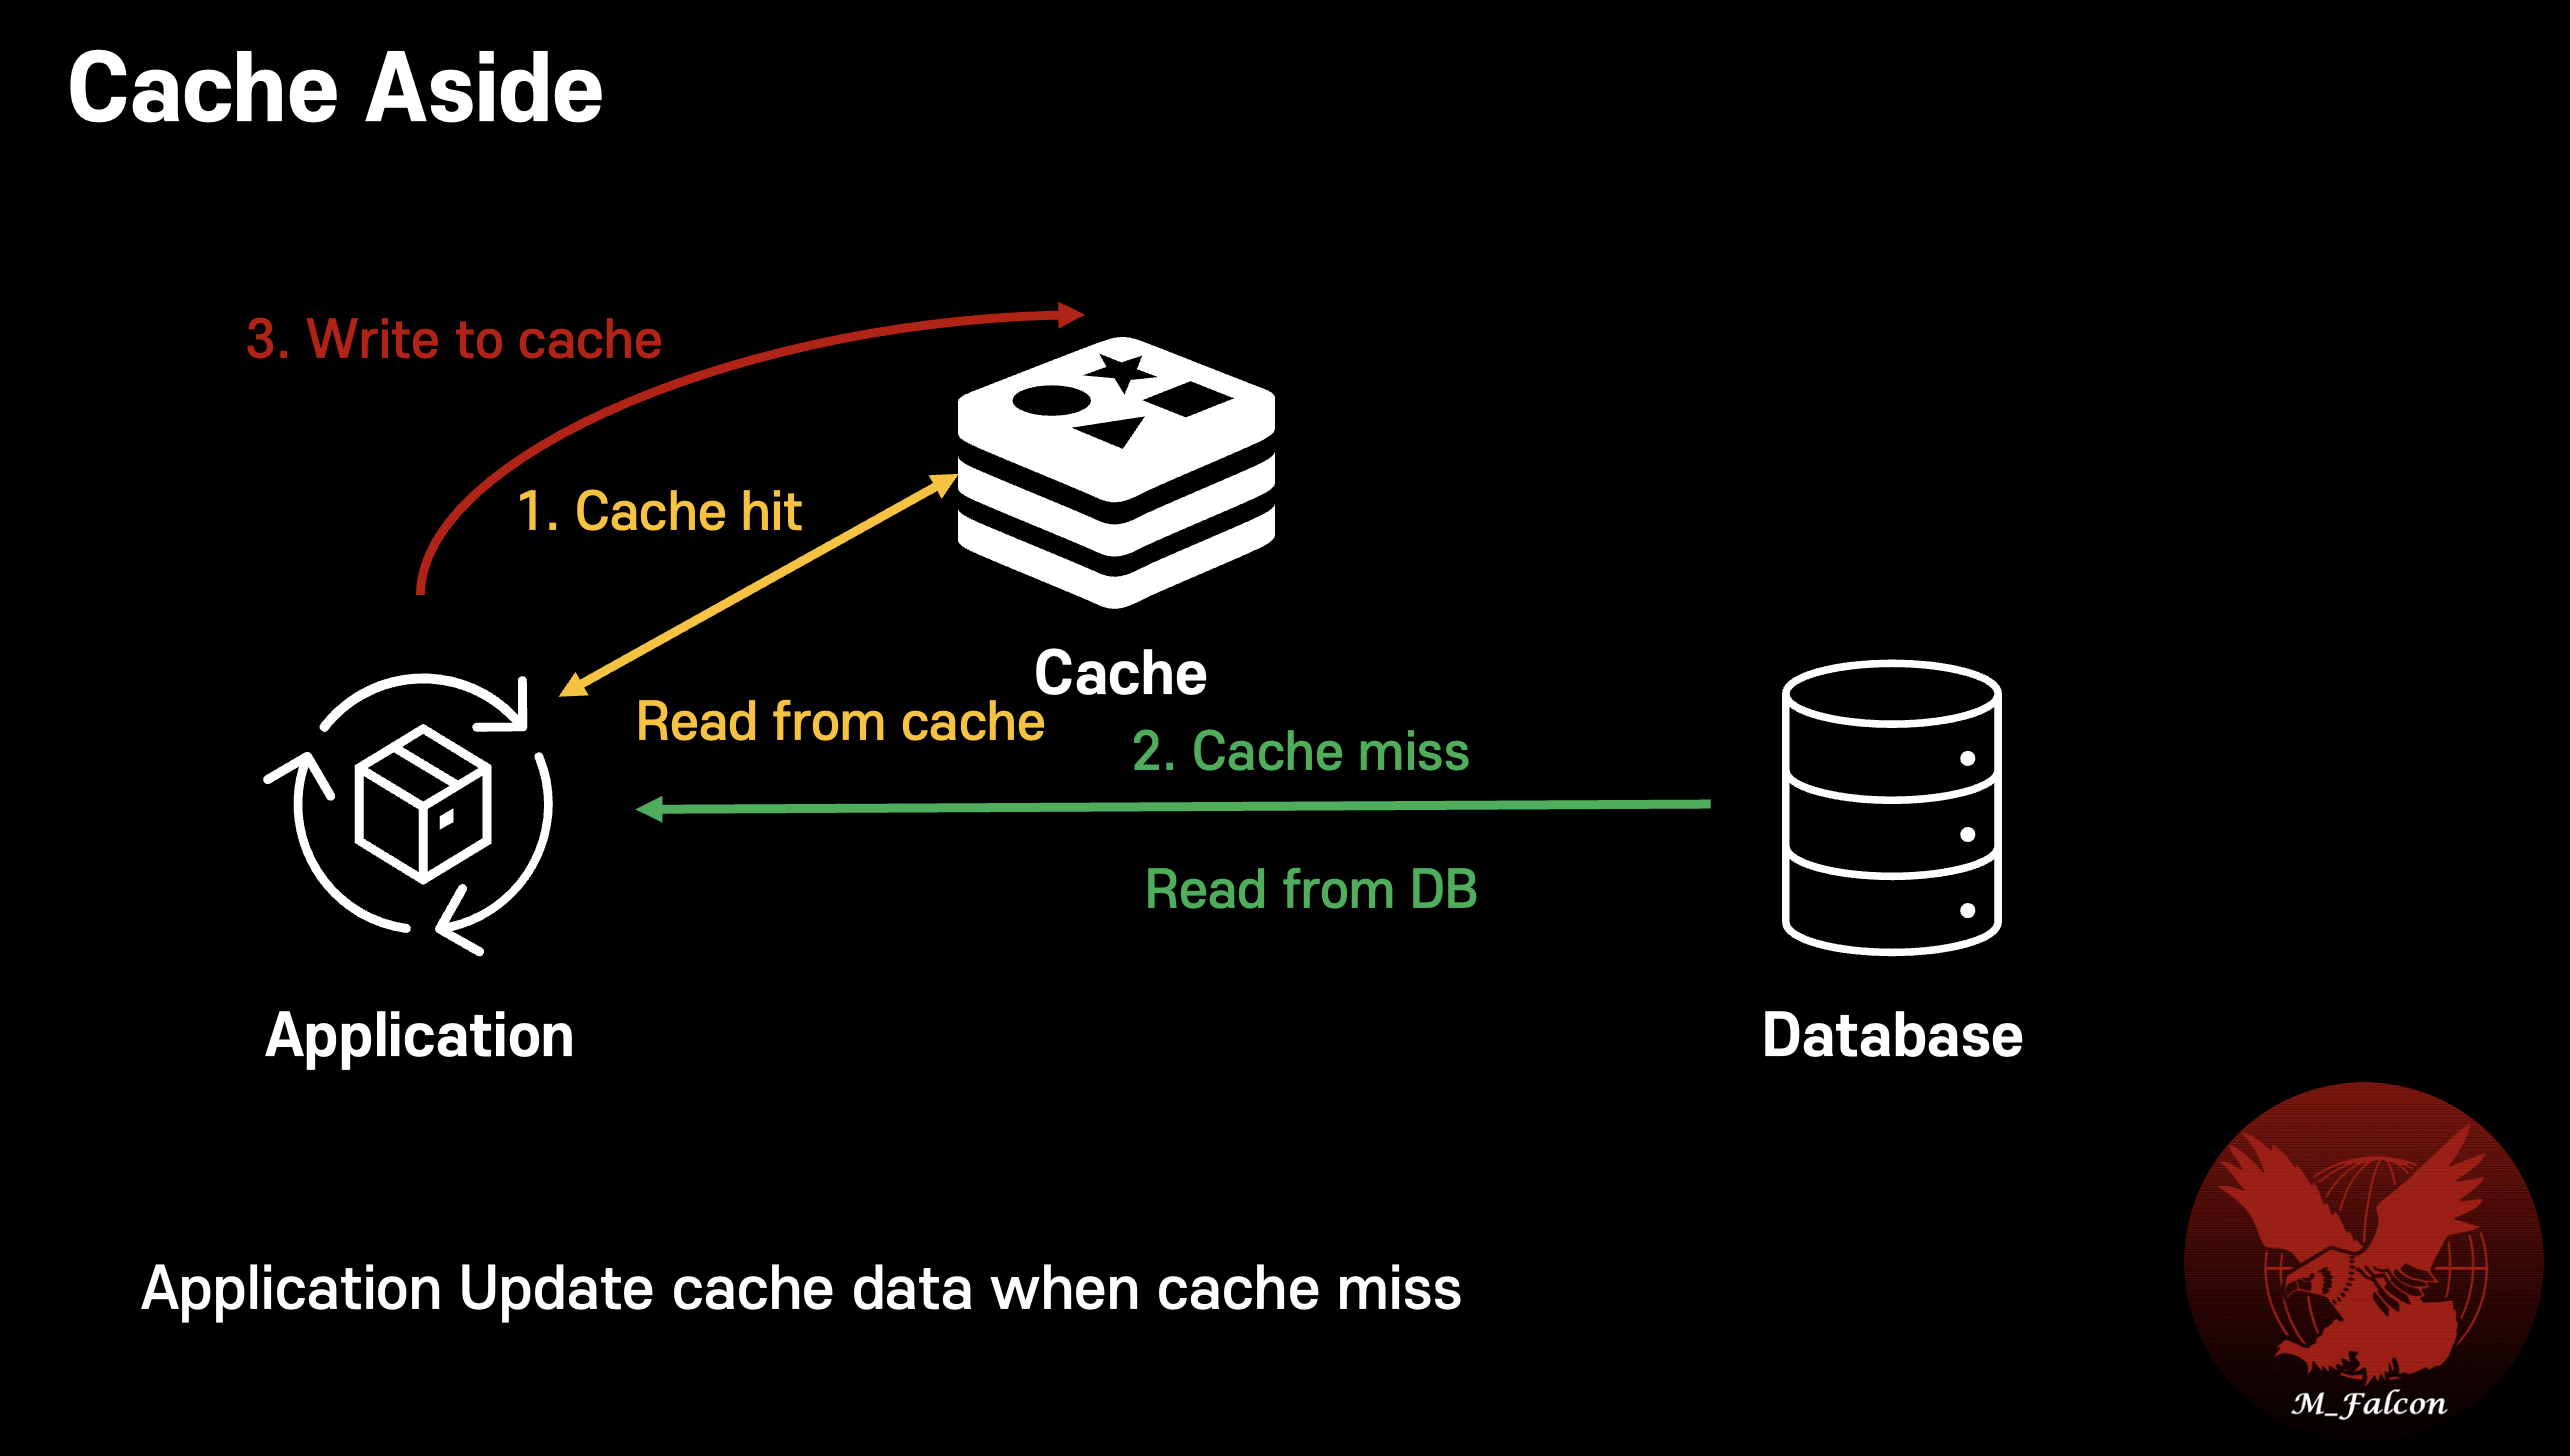 Cache Aside
3. Write to cache
1. Cache hit
Cache
Read from cache
2. Cache miss
Read from DB
Application
Database
Application Update cache data when cache miss
M_Falcon